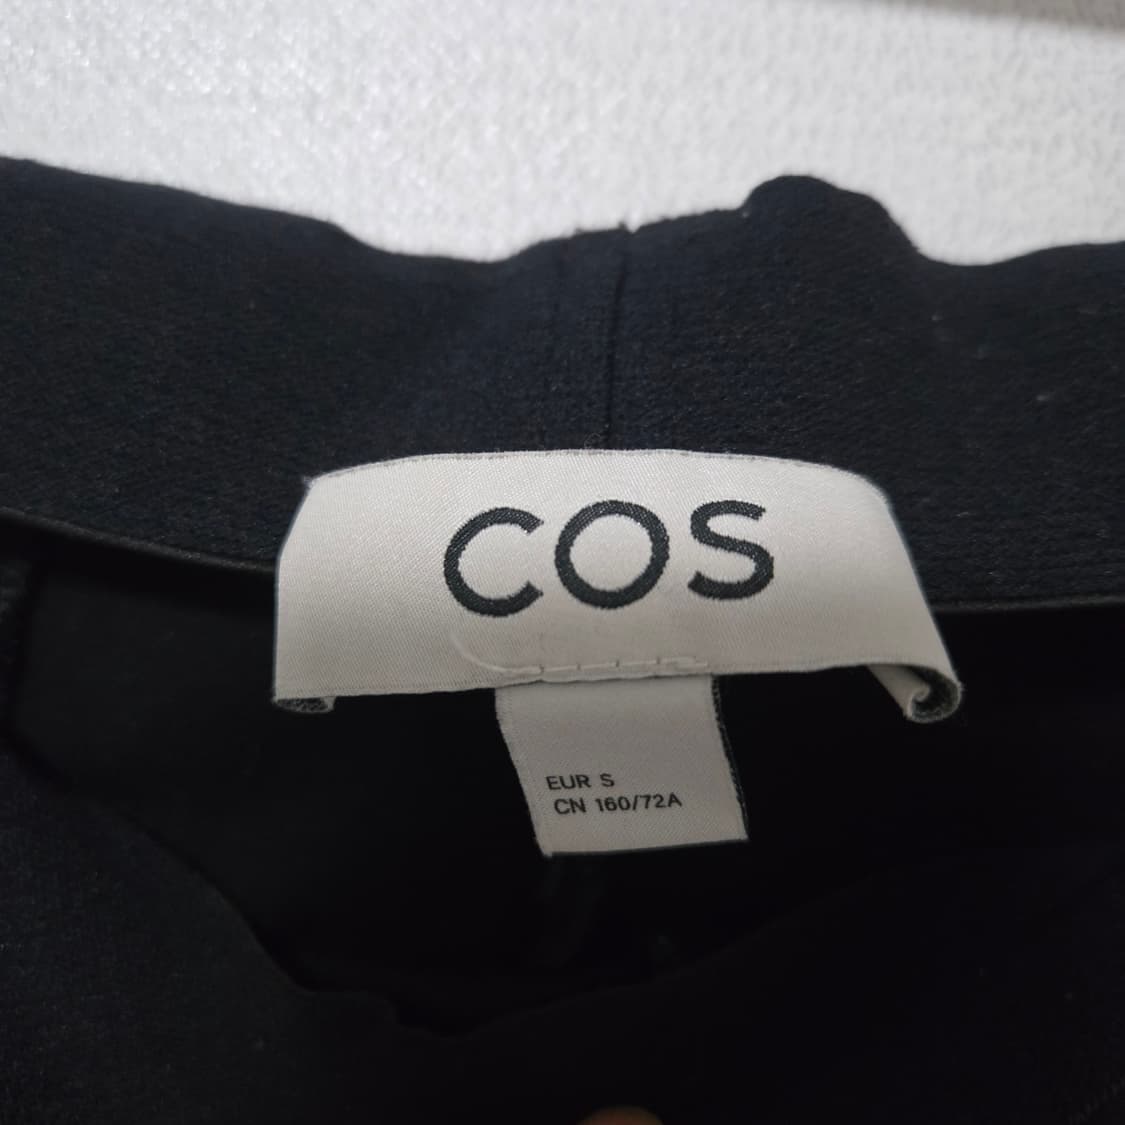 COS
EUR S
CN 160/72A